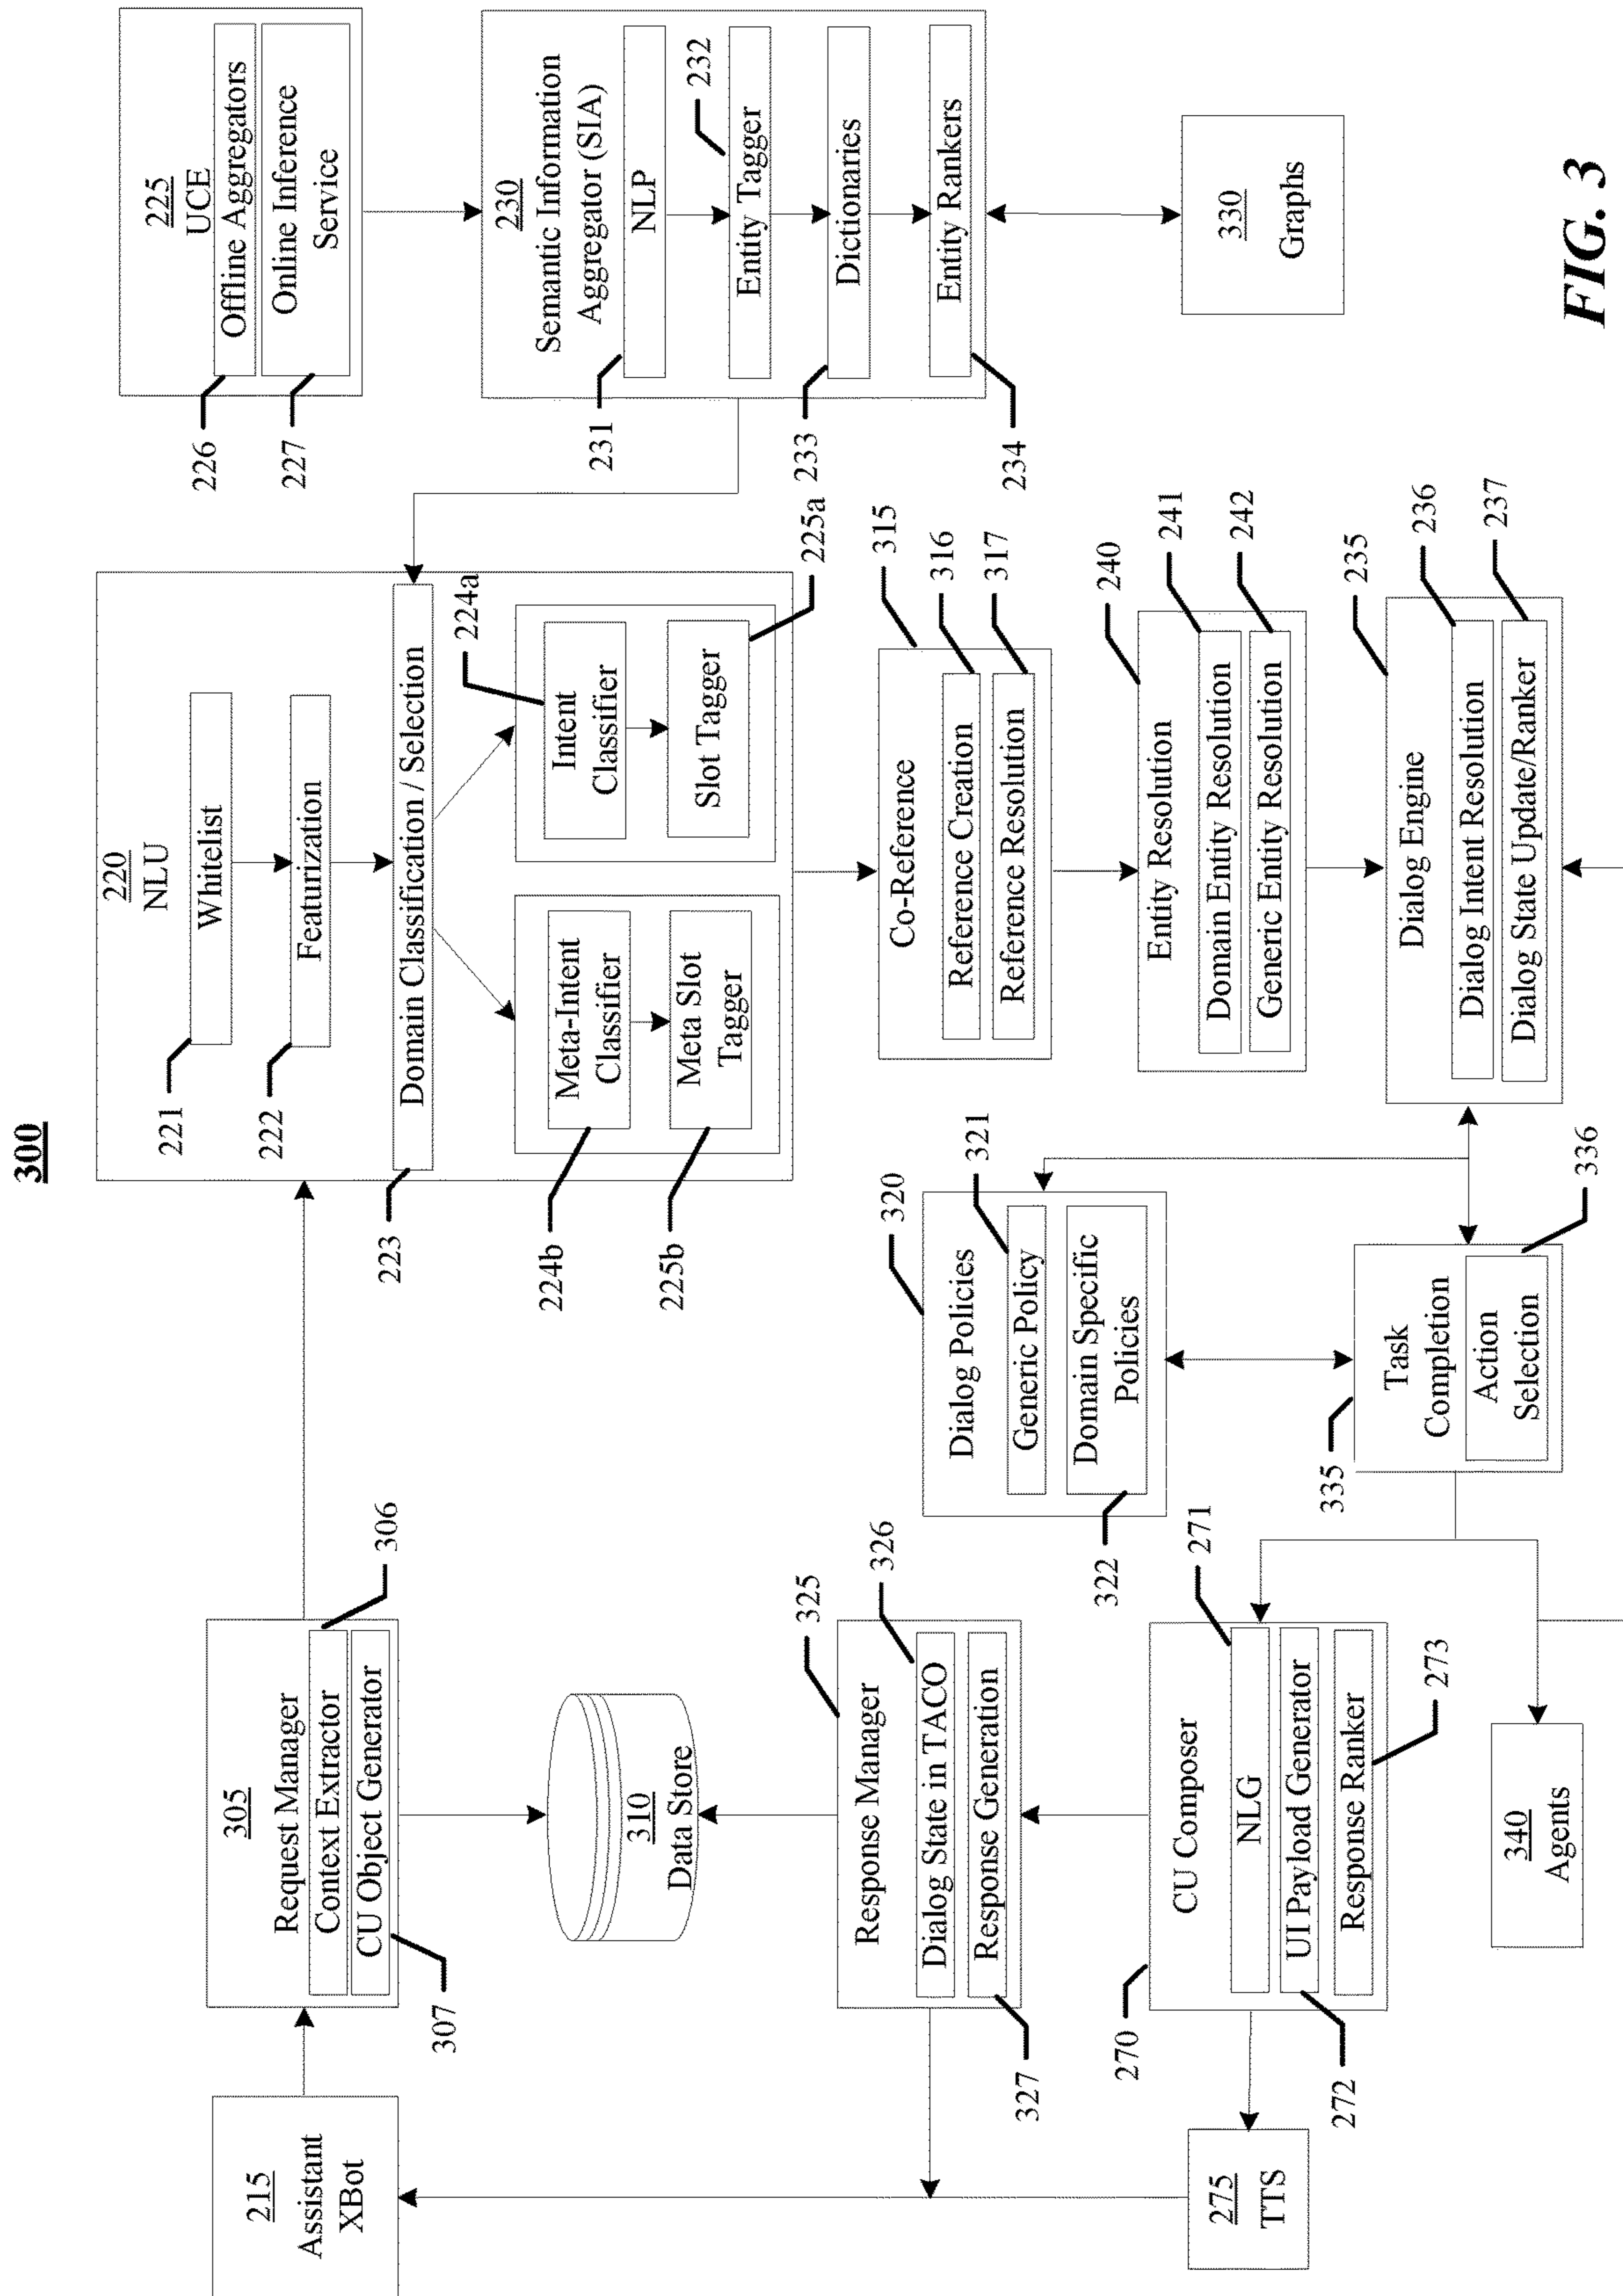 300
215
Assistant
XBot
305
Request Manager
Context Extractor
CU Object Generator
306
307
310
Data Store
220
NLU
Whitelist
221
Featurization
222
Domain Classification / Selection
223
Meta-Intent
Classifier
224b
Meta Slot
Tagger
225b
Intent
Classifier
224a
Slot Tagger
225a
225
UCE
Offline Aggregators
Online Inference
Service
226
227
230
Semantic Information
Aggregator (SIA)
NLP
231
Entity Tagger
232
Dictionaries
233
Entity Rankers
234
330
Graphs
Co-Reference
Reference Creation
Reference Resolution
315
316
317
Entity Resolution
Domain Entity Resolution
Generic Entity Resolution
240
241
242
Dialog Engine
Dialog Intent Resolution
Dialog State Update/Ranker
235
236
237
Dialog Policies
Generic Policy
Domain Specific
Policies
320
321
322
Task
Completion
Action
Selection
335
336
Response Manager
Dialog State in TACO
Response Generation
325
326
327
CU Composer
NLG
UI Payload Generator
Response Ranker
270
271
272
273
275
TTS
340
Agents
FIG. 3